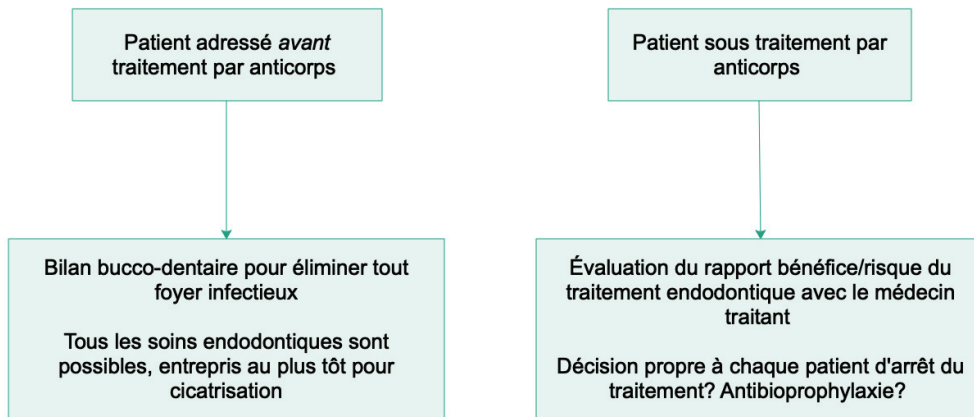 Patient adressé avant
traitement par anticorps
Patient sous traitement par
anticorps
Bilan bucco-dentaire pour éliminer tout
foyer infectieux
Tous les soins endodontiques sont
possibles, entrepris au plus tôt pour
cicatrisation
Évaluation du rapport bénéfice/risque du
traitement endodontique avec le médecin
traitant
Décision propre à chaque patient d'arrêt du
traitement? Antibioprophylaxie?